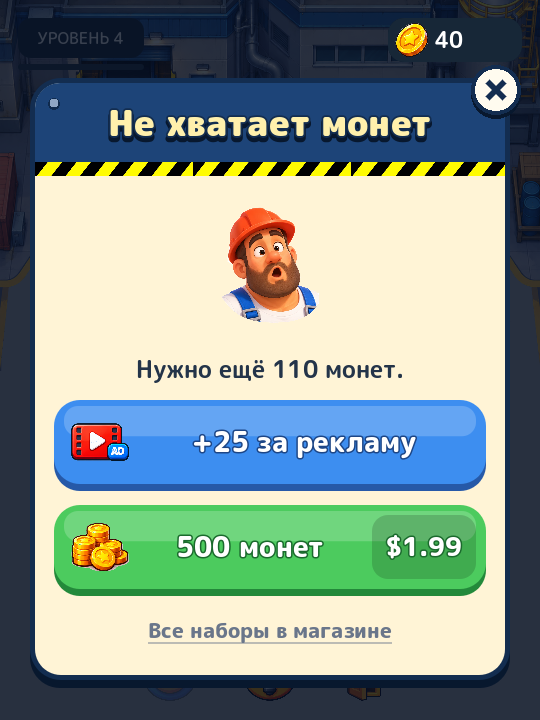 УРОВЕНЬ 4
40
Не хватает монет
Нужно ещё 110 монет.
AD
+25 за рекламу
500 монет
$1.99
Все наборы в магазине